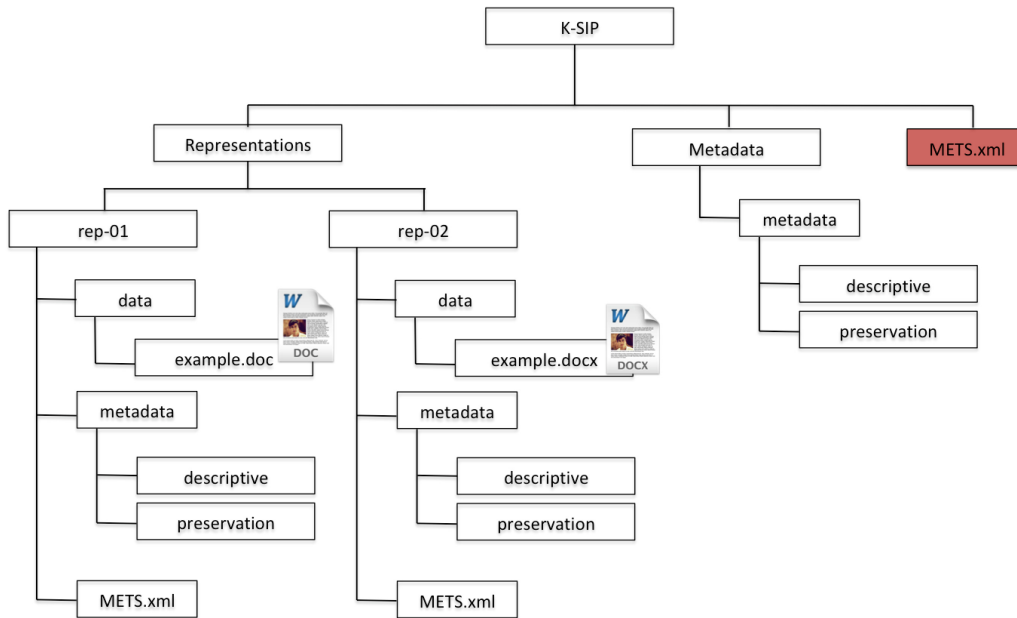 K-SIP
Representations
Metadata
METS.xml
rep-01
rep-02
metadata
data
data
descriptive
preservation
W
DOC
example.doc
W
DOCX
example.docx
metadata
metadata
descriptive
descriptive
preservation
preservation
METS.xml
METS.xml